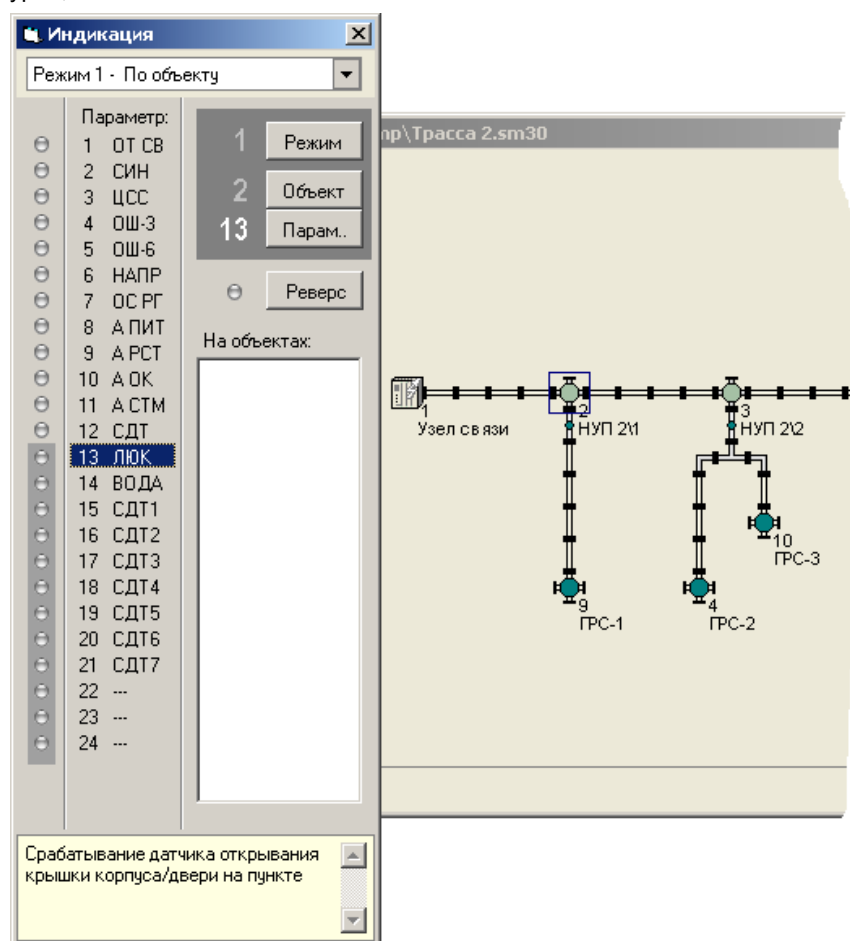 Индикация
Режим 1 - По объекту
Параметр:
1 ОТ СВ
2 СИН
3 ЦСС
4 ОШ-3
5 ОШ-6
6 НАПР
7 ОС РГ
8 А ПИТ
9 А РСТ
10 А ОК
11 А СТМ
12 СДТ
13 ЛЮК
14 ВОДА
15 СДТ1
16 СДТ2
17 СДТ3
18 СДТ4
19 СДТ5
20 СДТ6
21 СДТ7
22 ---
23 ---
24 ---
1 Режим
2 Объект
13 Парам..
Реверс
На объектах:
Срабатывание датчика открывания
крышки корпуса/двери на пункте
mp\Трасса 2.sm30
1
Узел связи
2
НУП 2\1
3
НУП 2\2
9
ГРС-1
4
ГРС-2
10
ГРС-3